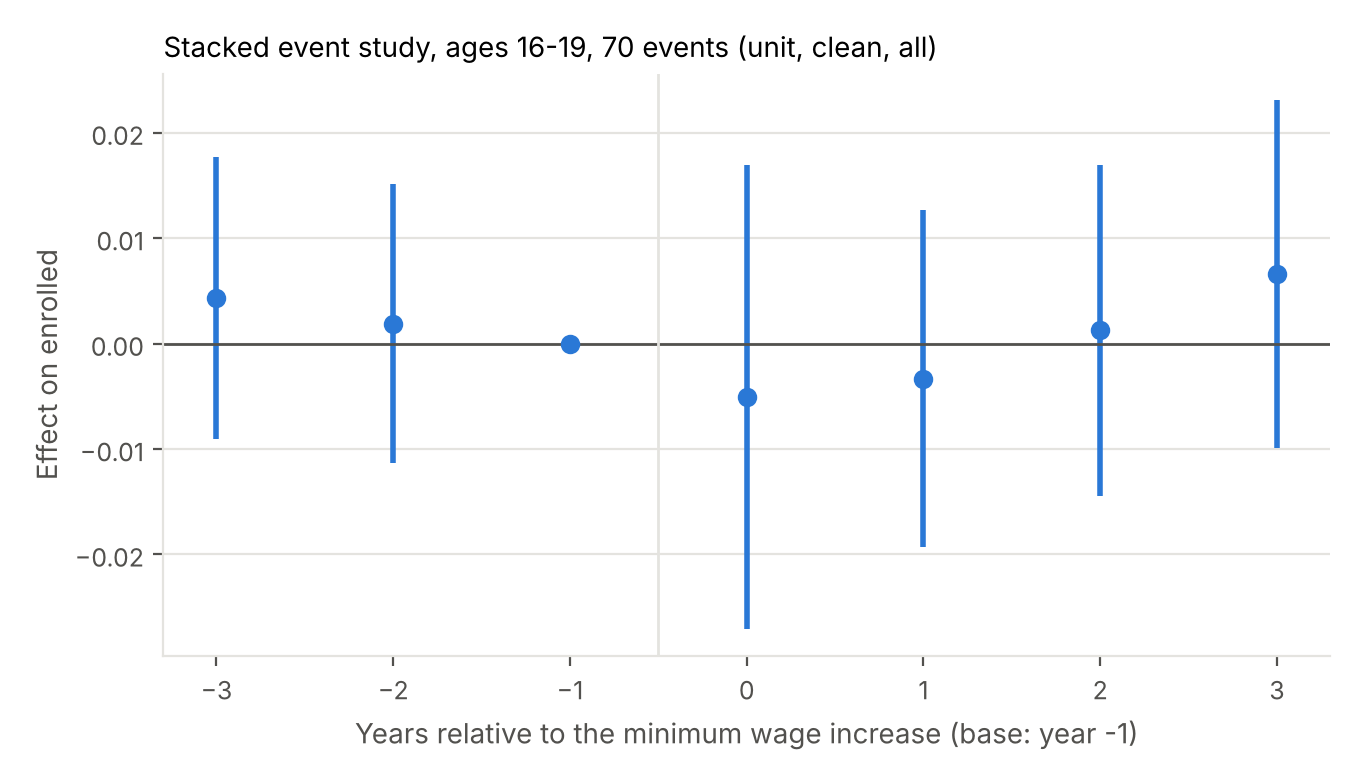 Stacked event study, ages 16-19, 70 events (unit, clean, all)
Effect on enrolled
0.02
0.01
0.00
−0.01
−0.02
−3 −2 −1 0 1 2 3
Years relative to the minimum wage increase (base: year -1)